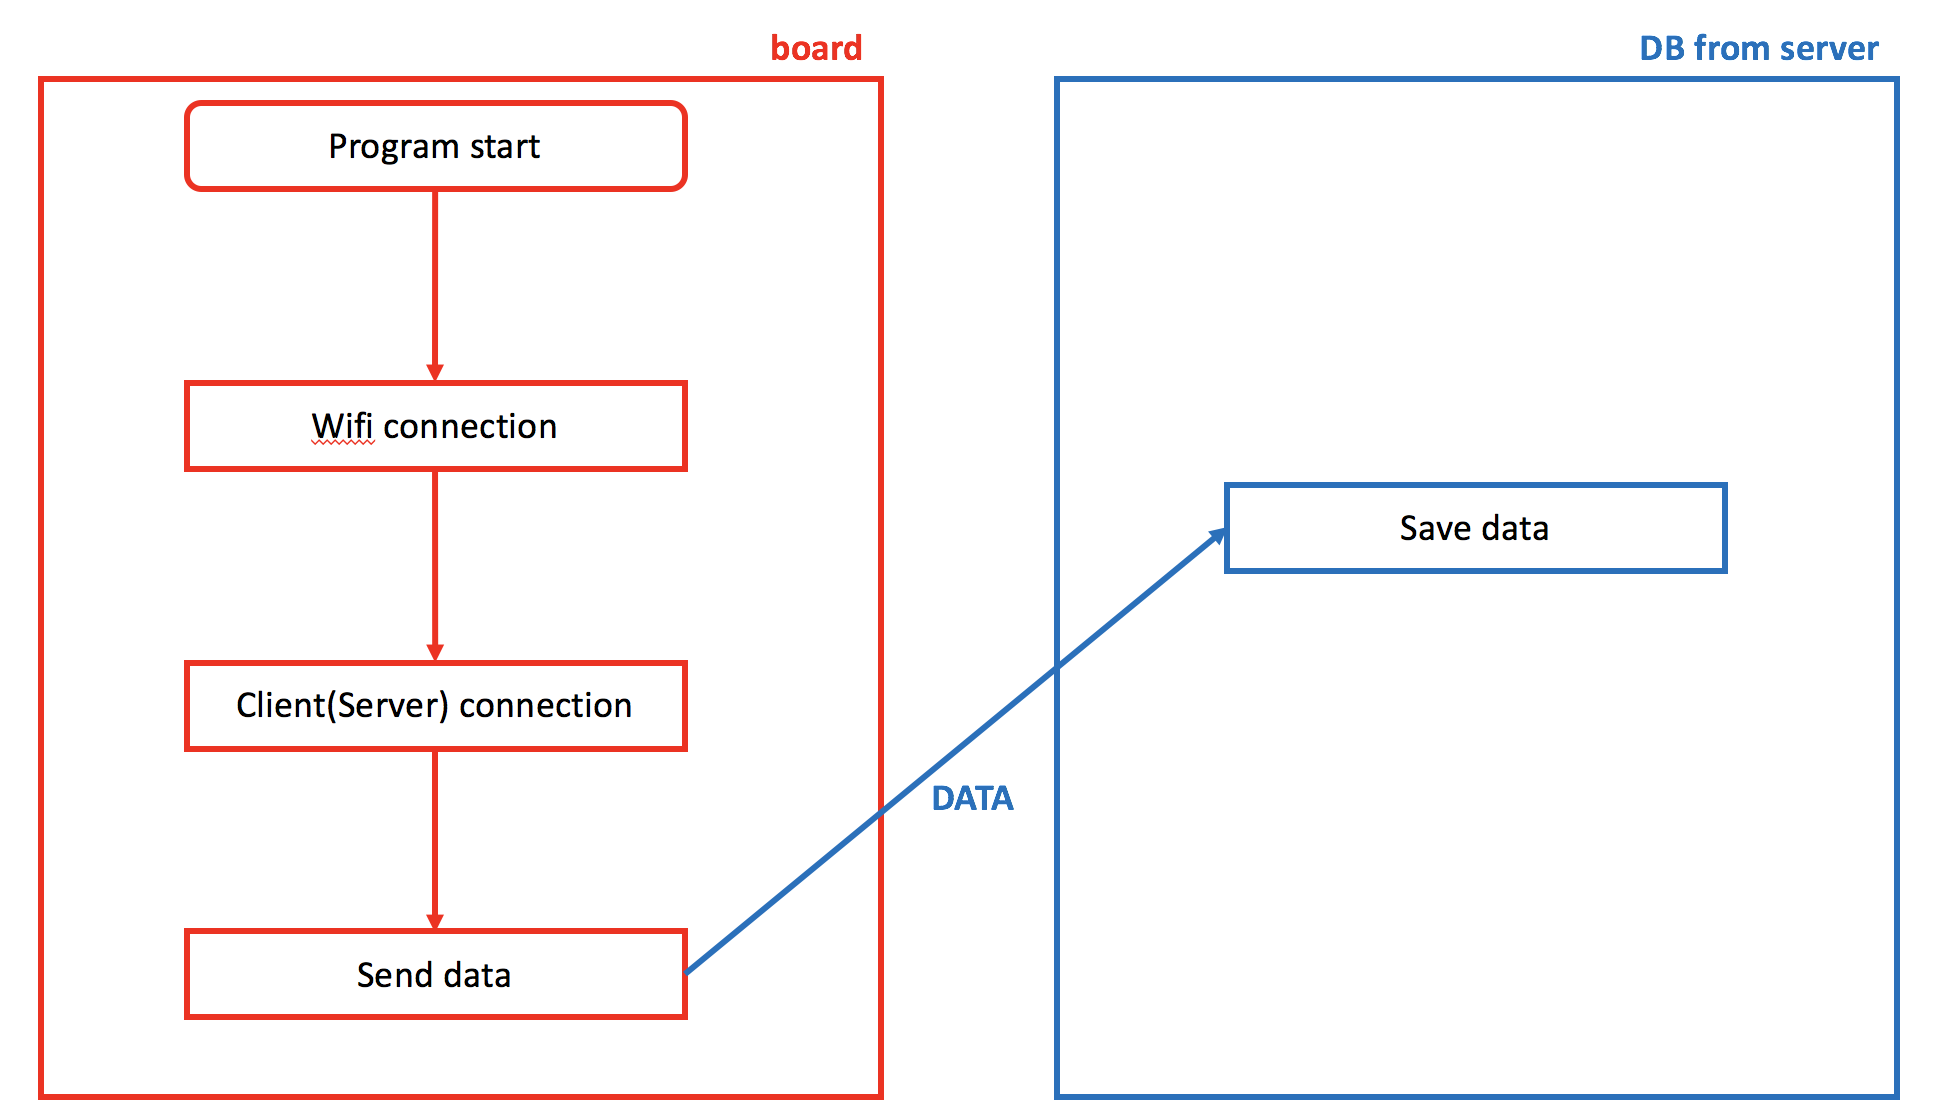 board
Program start
Wifi connection
Client(Server) connection
Send data
DATA
DB from server
Save data